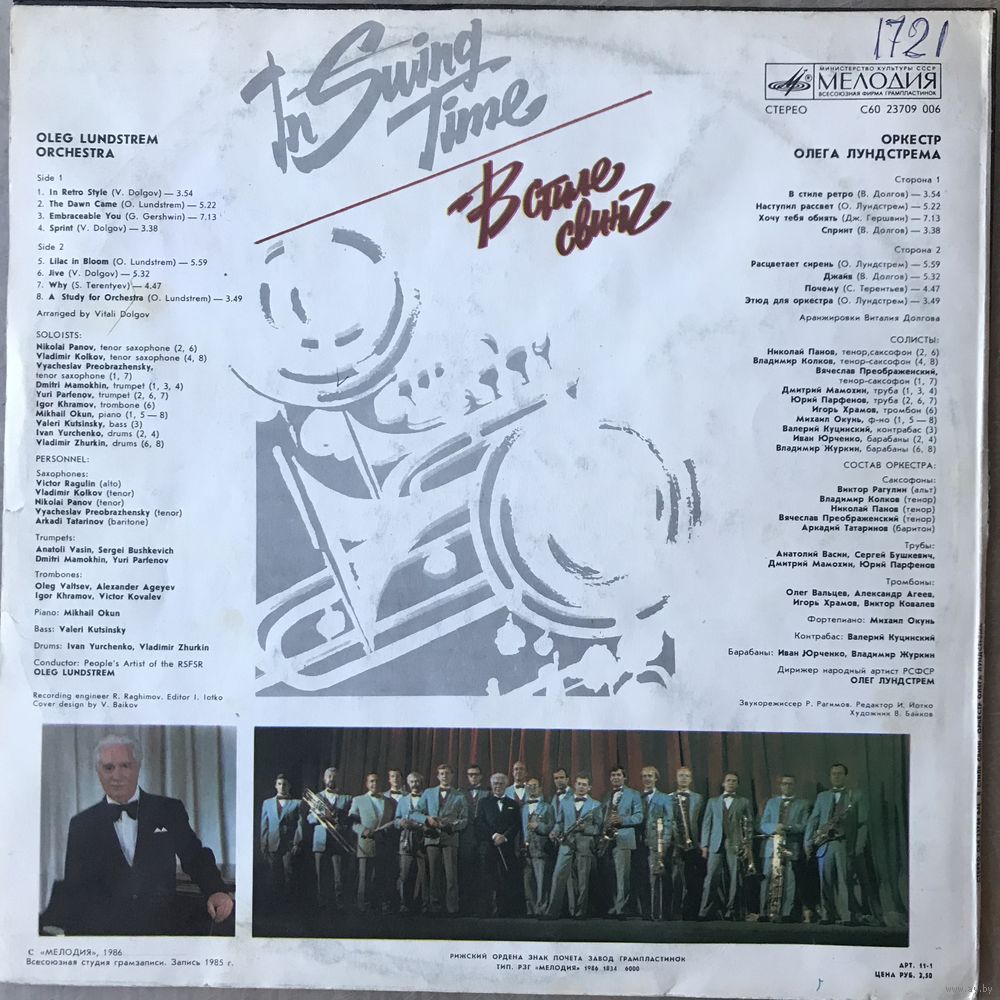 1721
In Swing
Time
В стиле
свинг
МИНИСТЕРСТВО КУЛЬТУРЫ СССР
МЕЛОДИЯ
ВСЕСОЮЗНАЯ ФИРМА ГРАМПЛАСТИНОК
СТЕРЕО С60 23709 006
OLEG LUNDSTREM
ORCHESTRA
Side 1
1. In Retro Style (V. Dolgov) — 3.54
2. The Dawn Came (O. Lundstrem) — 5.22
3. Embraceable You (G. Gershwin) — 7.13
4. Sprint (V. Dolgov) — 3.38
Side 2
5. Lilac in Bloom (O. Lundstrem) — 5.59
6. Jive (V. Dolgov) — 5.32
7. Why (S. Terentyev) — 4.47
8. A Study for Orchestra (O. Lundstrem) — 3.49
Arranged by Vitali Dolgov
SOLOISTS:
Nikolai Panov, tenor saxophone (2, 6)
Vladimir Kolkov, tenor saxophone (4, 8)
Vyacheslav Preobrazhensky,
tenor saxophone (1, 7)
Dmitri Mamokhin, trumpet (1, 3, 4)
Yuri Parfenov, trumpet (2, 6, 7)
Igor Khramov, trombone (6)
Mikhail Okun, piano (1, 5 — 8)
Valeri Kutsinsky, bass (3)
Ivan Yurchenko, drums (2, 4)
Vladimir Zhurkin, drums (6, 8)
PERSONNEL:
Saxophones:
Victor Ragulin (alto)
Vladimir Kolkov (tenor)
Nikolai Panov (tenor)
Vyacheslav Preobrazhensky (tenor)
Arkadi Tatarinov (baritone)
Trumpets:
Anatoli Vasin, Sergei Bushkevich
Dmitri Mamokhin, Yuri Parfenov
Trombones:
Oleg Valtsev, Alexander Ageyev
Igor Khramov, Victor Kovalev
Piano: Mikhail Okun
Bass: Valeri Kutsinsky
Drums: Ivan Yurchenko, Vladimir Zhurkin
Conductor: People's Artist of the RSFSR
OLEG LUNDSTREM
Recording engineer R. Raghimov. Editor I. Iotko
Cover design by V. Baikov
ОРКЕСТР
ОЛЕГА ЛУНДСТРЕМА
Сторона 1
В стиле ретро (В. Долгов) — 3.54
Наступил рассвет (О. Лундстрем) — 5.22
Хочу тебя обнять (Дж. Гершвин) — 7.13
Спринт (В. Долгов) — 3.38
Сторона 2
Расцветает сирень (О. Лундстрем) — 5.59
Джайв (В. Долгов) — 5.32
Почему (С. Терентьев) — 4.47
Этюд для оркестра (О. Лундстрем) — 3.49
Аранжировки Виталия Долгова
СОЛИСТЫ:
Николай Панов, тенор,саксофон (2, 6)
Владимир Колков, тенор-саксофон (4, 8)
Вячеслав Преображенский,
тенор-саксофон (1, 7)
Дмитрий Мамохин, труба (1, 3, 4)
Юрий Парфенов, труба (2, 6, 7)
Игорь Храмов, тромбон (6)
Михаил Окунь, ф-но (1, 5 — 8)
Валерий Куцинский, контрабас (3)
Иван Юрченко, барабаны (2, 4)
Владимир Журкин, барабаны (6, 8)
СОСТАВ ОРКЕСТРА:
Саксофоны:
Виктор Рагулин (альт)
Владимир Колков (тенор)
Николай Панов (тенор)
Вячеслав Преображенский (тенор)
Аркадий Татаринов (баритон)
Трубы:
Анатолий Васин, Сергей Бушкевич,
Дмитрий Мамохин, Юрий Парфенов
Тромбоны:
Олег Вальцев, Александр Агеев,
Игорь Храмов, Виктор Ковалев
Фортепиано: Михаил Окунь
Контрабас: Валерий Куцинский
Барабаны: Иван Юрченко, Владимир Журкин
Дирижер народный артист РСФСР
ОЛЕГ ЛУНДСТРЕМ
Звукорежиссер Р. Рагимов. Редактор И. Йотко
Художник В. Байков
С «МЕЛОДИЯ», 1986
Всесоюзная студия грамзаписи. Запись 1985 г.
РИЖСКИЙ ОРДЕНА ЗНАК ПОЧЕТА ЗАВОД ГРАМПЛАСТИНОК
ТИП. РЗГ «МЕЛОДИЯ» 1986 1834 6000
АРТ. 11-1
ЦЕНА РУБ. 2,50
www.ay.by